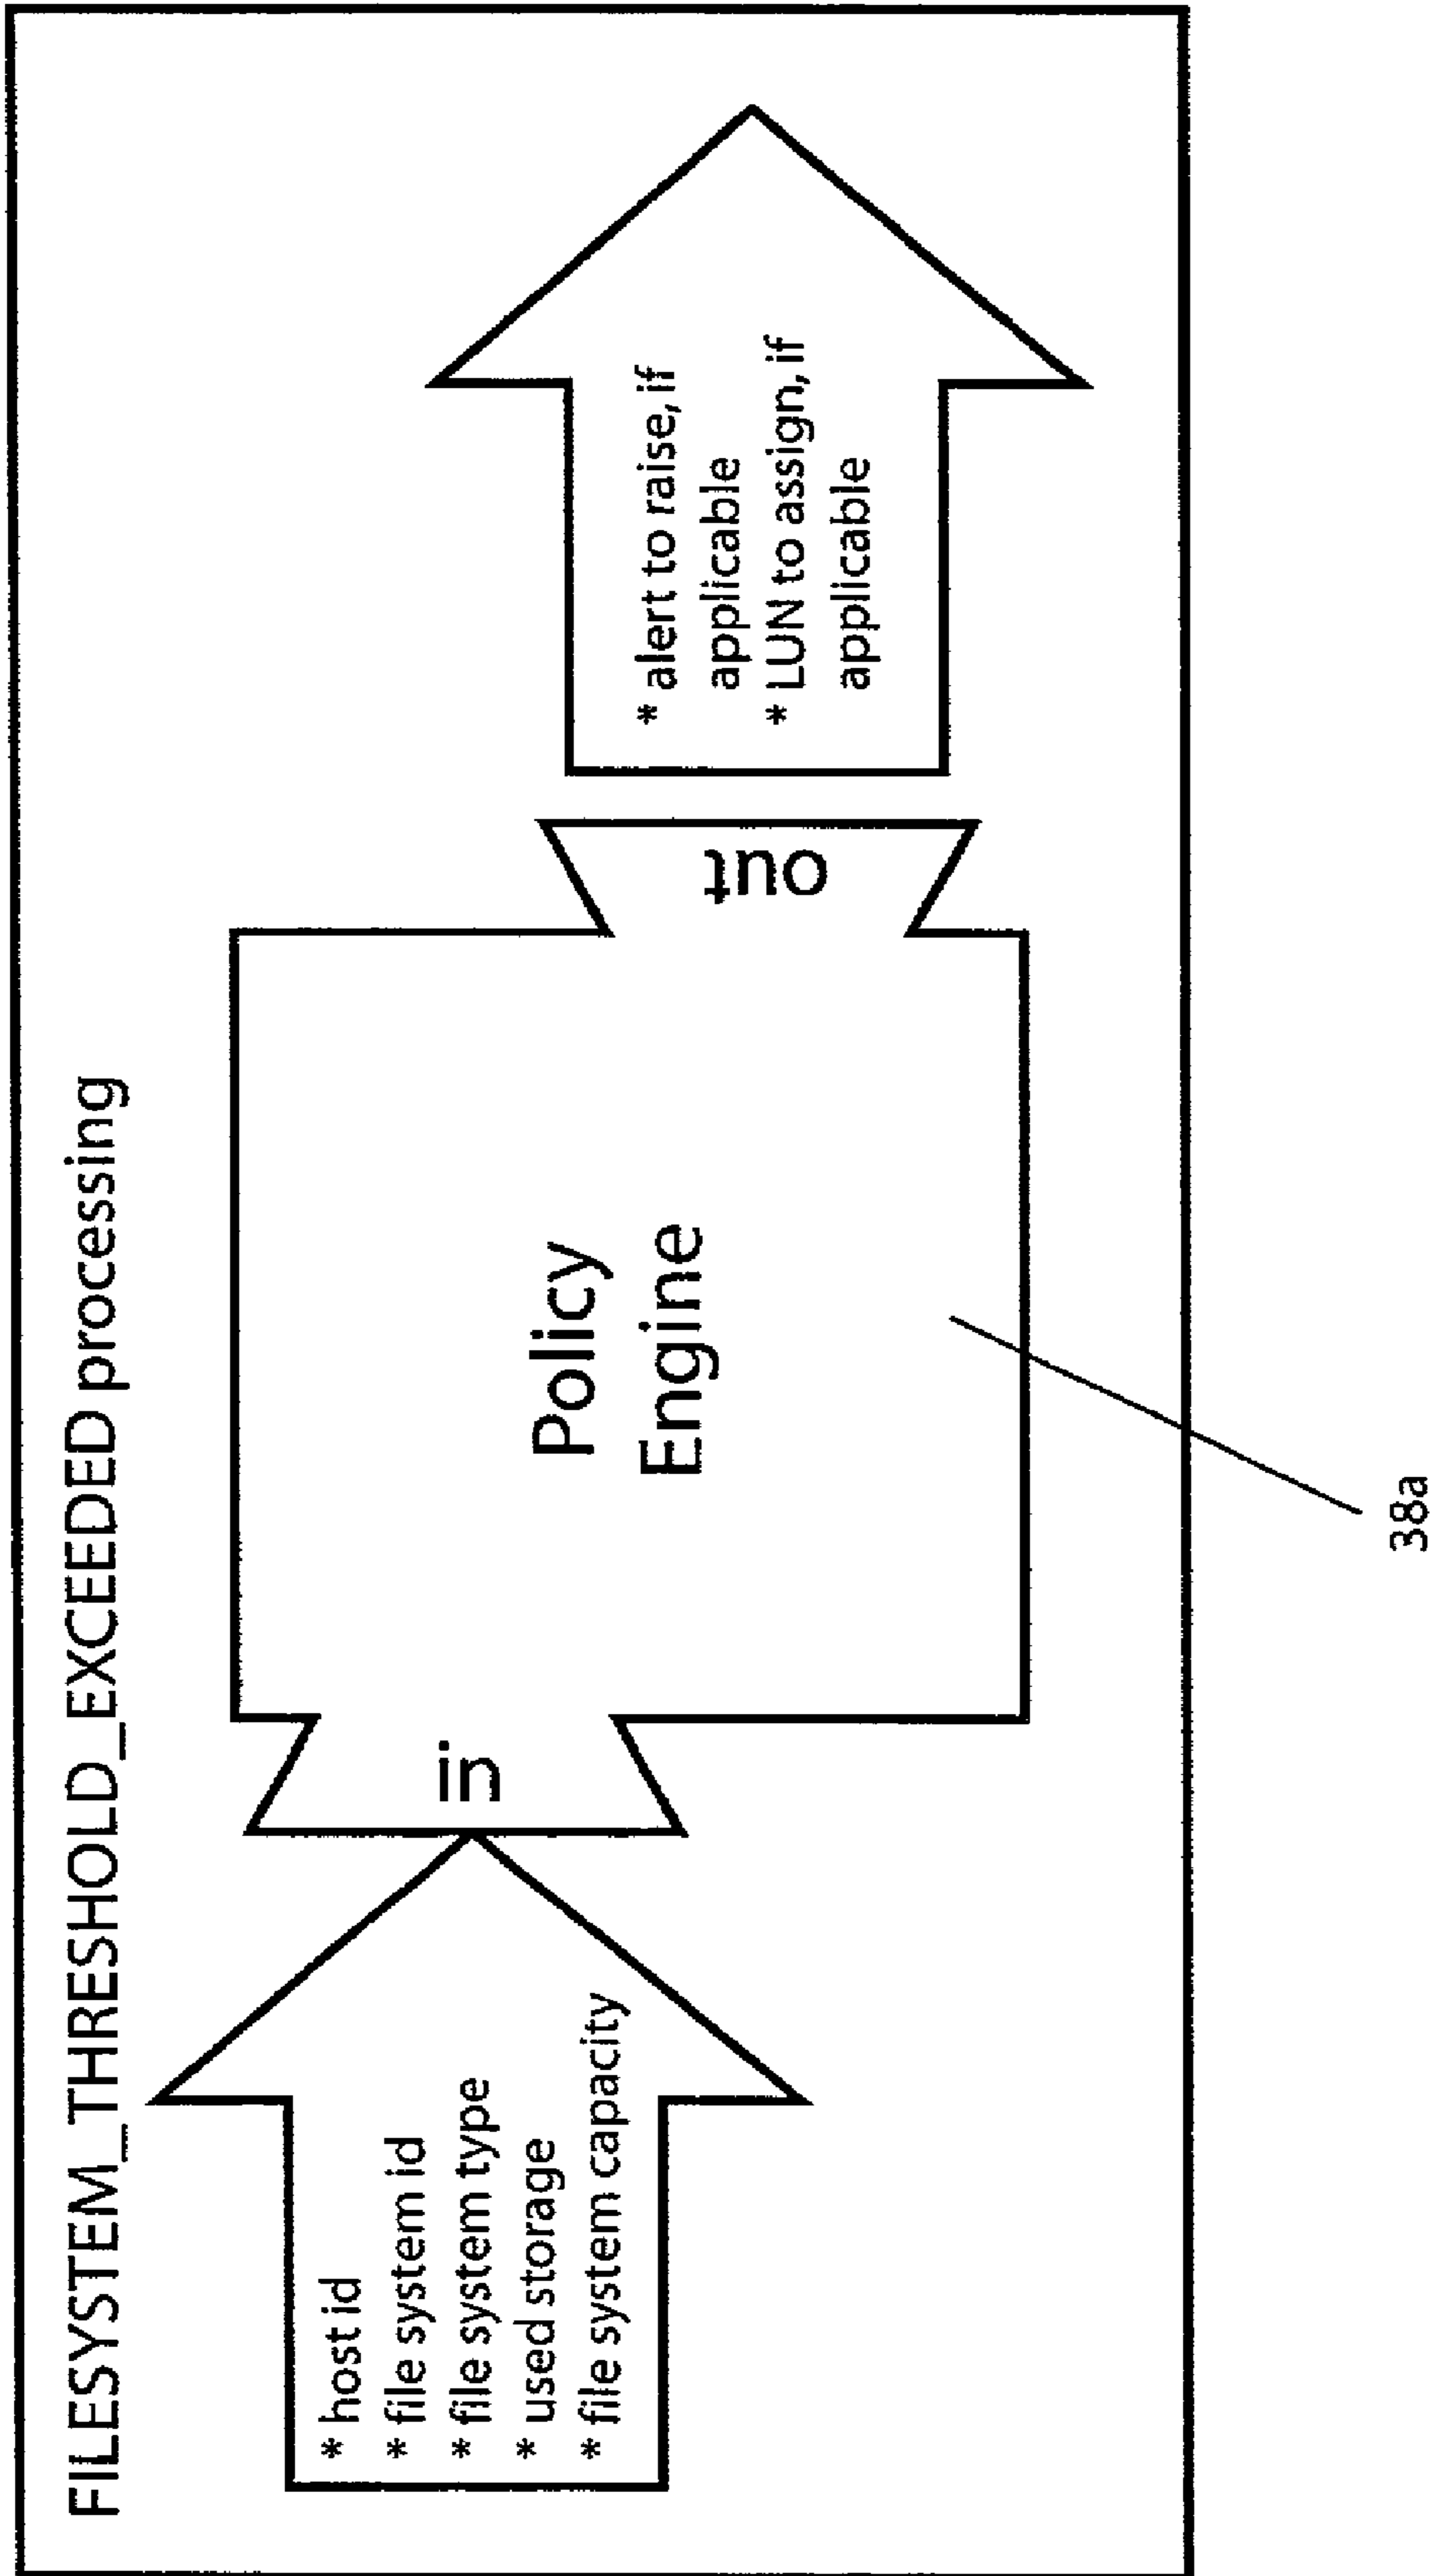 FILESYSTEM_THRESHOLD_EXCEEDED processing
* host id
* file system id
* file system type
* used storage
* file system capacity
in
Policy
Engine
out
* alert to raise, if
applicable
* LUN to assign, if
applicable
38a